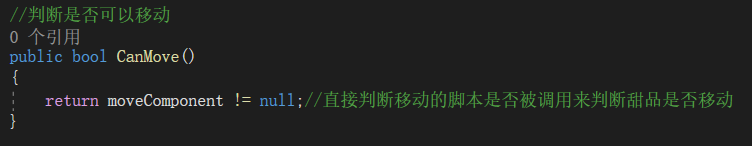 //判断是否可以移动
0 个引用
public bool CanMove()
{
return moveComponent != null;//直接判断移动的脚本是否被调用来判断甜品是否移动
}